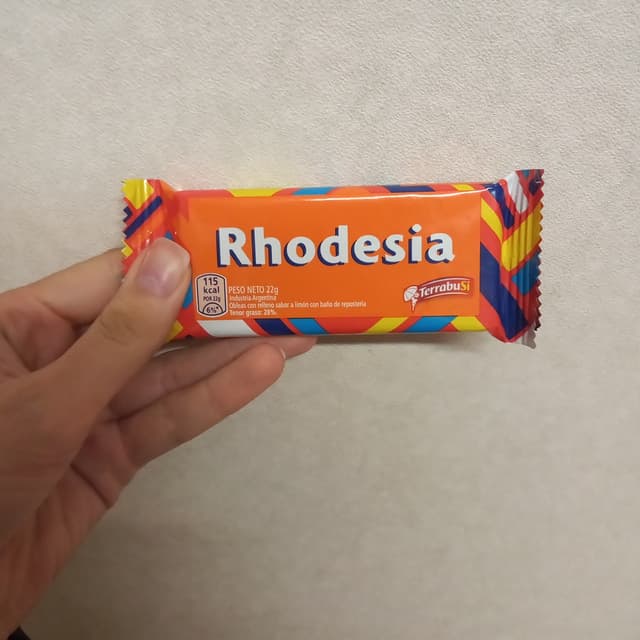 Rhodesia
115
kcal
POR 22g
6%*
PESO NETO 22g
Industria Argentina
Obleas con relleno sabor a limón con baño de repostería
Tenor graso: 28%.
TerrabuSi